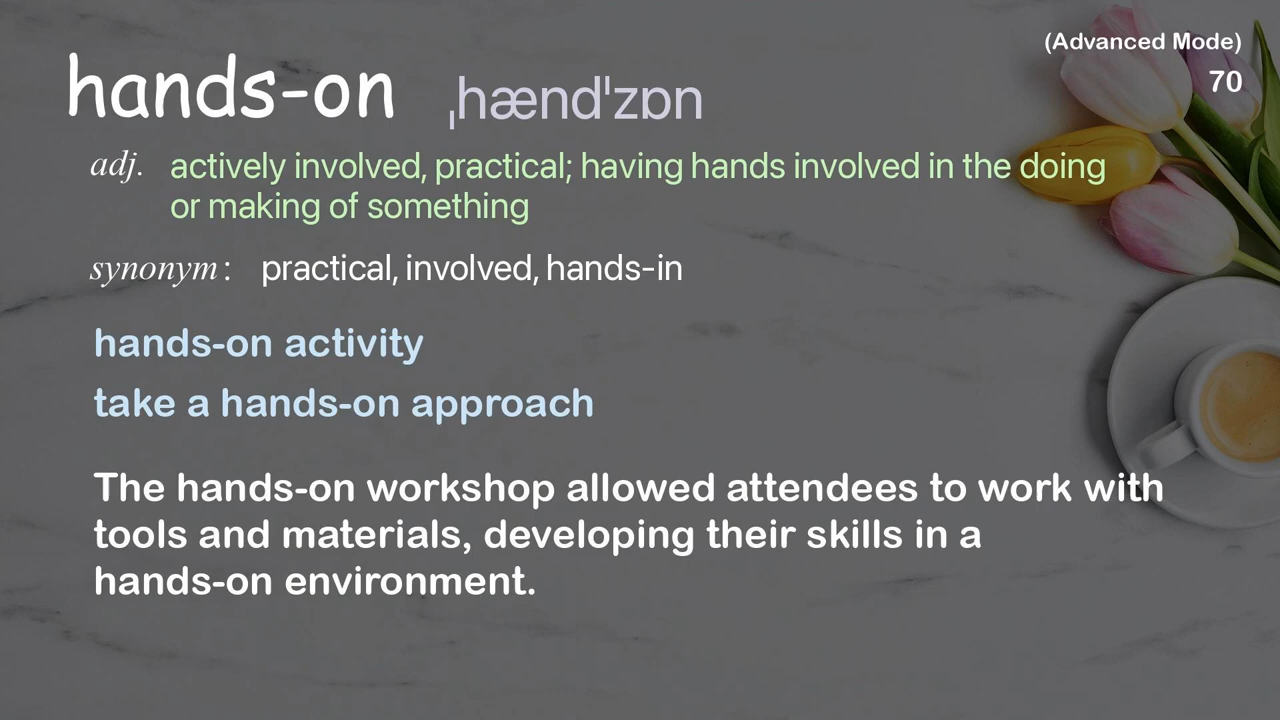 (Advanced Mode)
70
hands-on ˌhændˈzɒn
adj. actively involved, practical; having hands involved in the doing
or making of something
synonym : practical, involved, hands-in
hands-on activity
take a hands-on approach
The hands-on workshop allowed attendees to work with
tools and materials, developing their skills in a
hands-on environment.